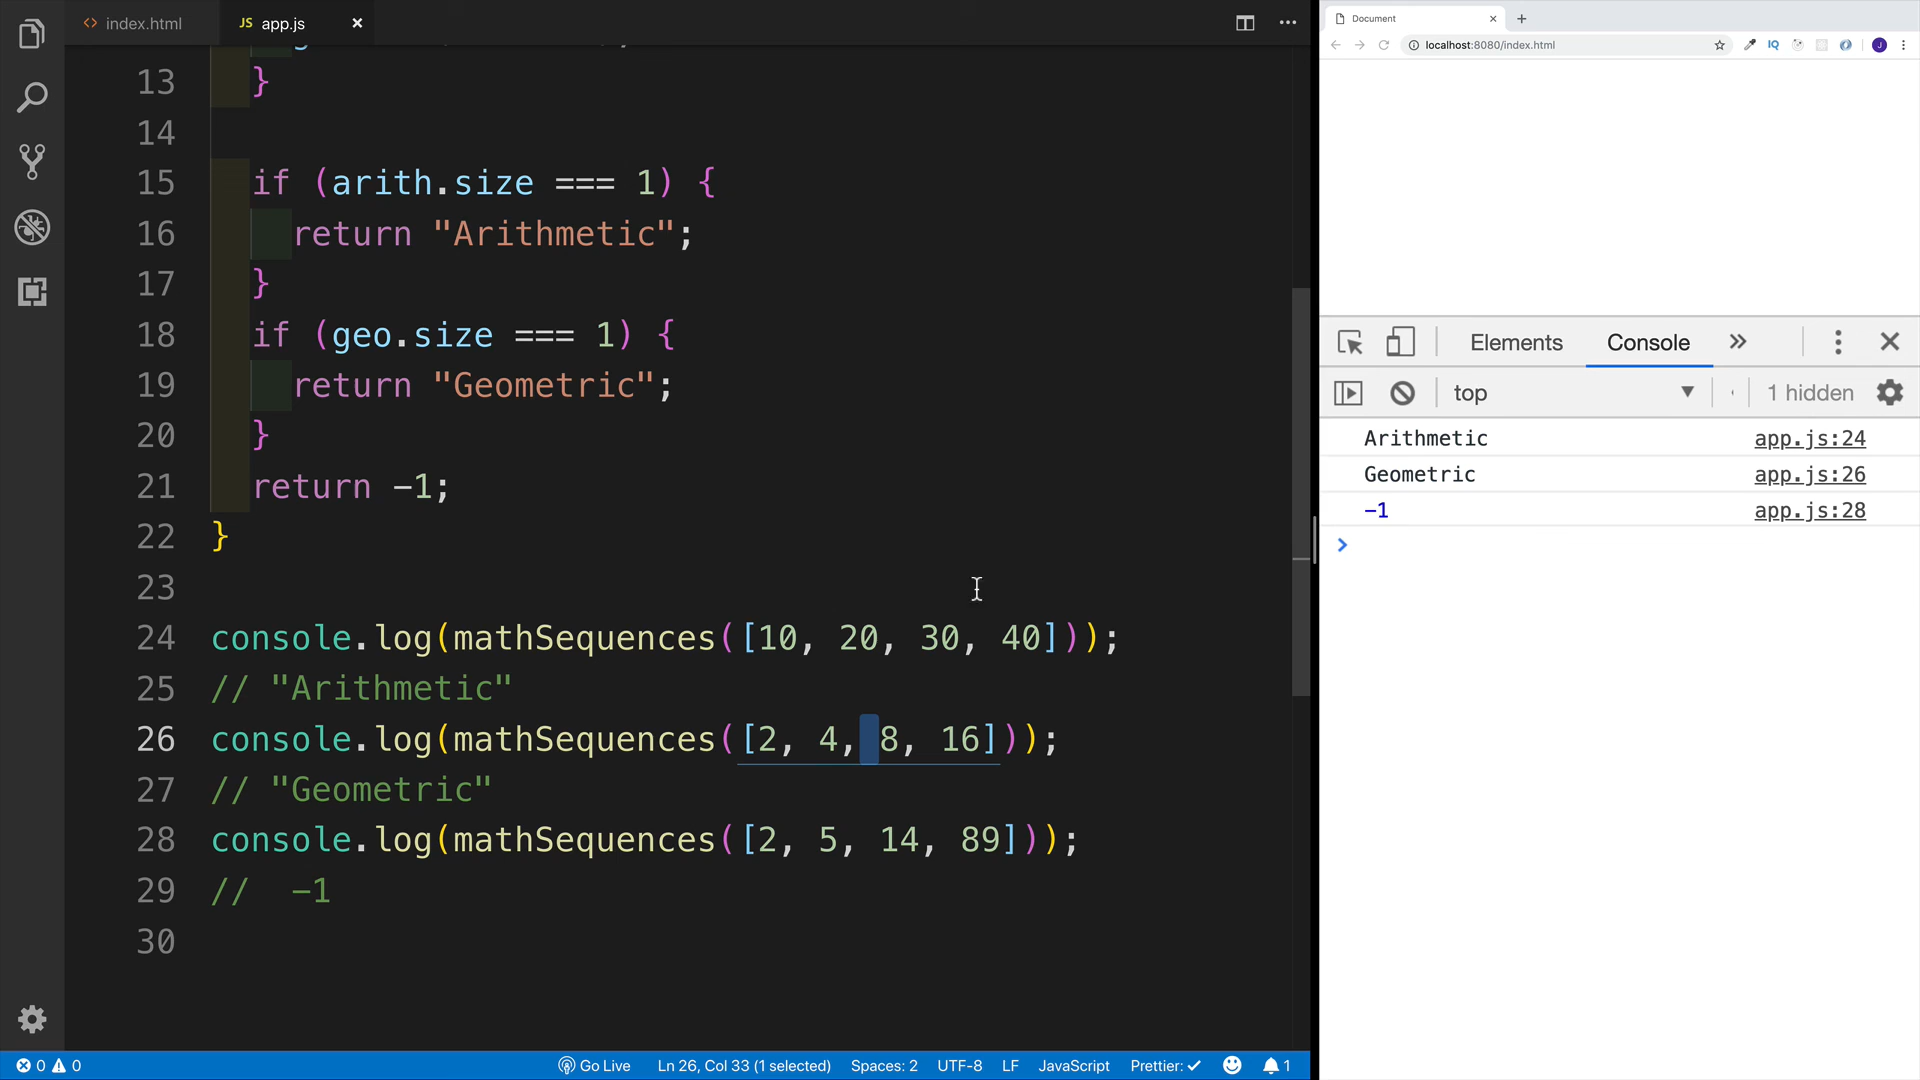 index.html
JS app.js
13 }
14
15 if (arith.size === 1) {
16 return "Arithmetic";
17 }
18 if (geo.size === 1) {
19 return "Geometric";
20 }
21 return -1;
22 }
23
24 console.log(mathSequences([10, 20, 30, 40]));
25 // "Arithmetic"
26 console.log(mathSequences([2, 4, 8, 16]));
27 // "Geometric"
28 console.log(mathSequences([2, 5, 14, 89]));
29 //  -1
30
0 0 Go Live Ln 26, Col 33 (1 selected) Spaces: 2 UTF-8 LF JavaScript Prettier: ✓ 1
Document
localhost:8080/index.html IQ J
Elements Console »
top 1 hidden
Arithmetic app.js:24
Geometric app.js:26
-1 app.js:28